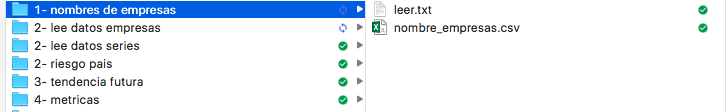 1- nombres de empresas
2- lee datos empresas
2- lee datos series
2- riesgo pais
3- tendencia futura
4- metricas
leer.txt
nombre_empresas.csv